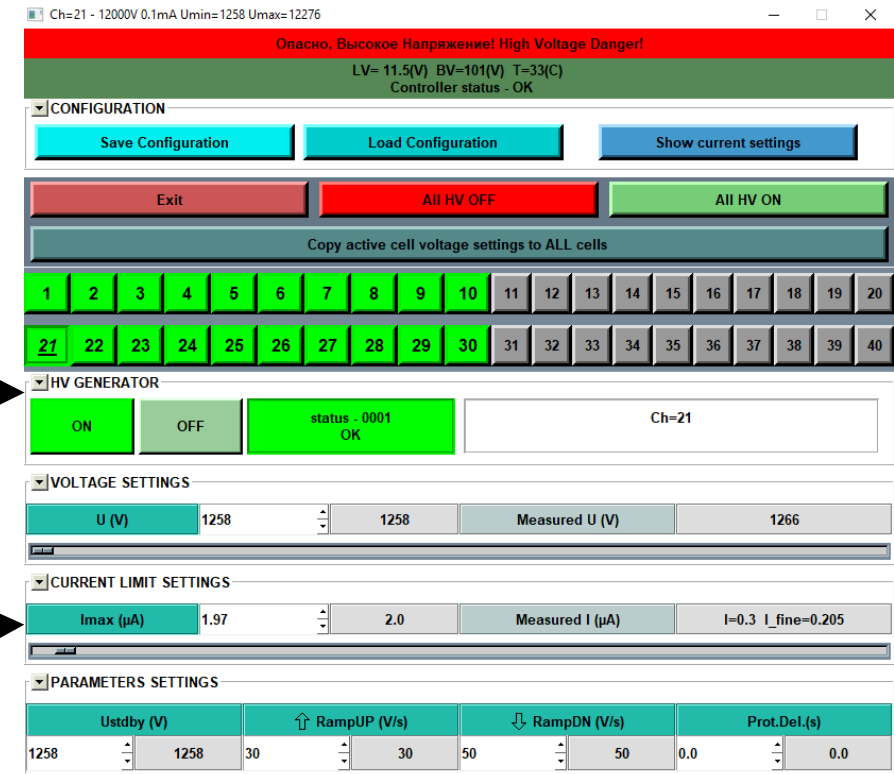 Ch=21 - 12000V 0.1mA Umin=1258 Umax=12276
Опасно, Высокое Напряжение! High Voltage Danger!
LV= 11.5(V) BV=101(V) T=33(C)
Controller status - OK
CONFIGURATION
Save Configuration Load Configuration Show current settings
Exit All HV OFF All HV ON
Copy active cell voltage settings to ALL cells
1 2 3 4 5 6 7 8 9 10 11 12 13 14 15 16 17 18 19 20
21 22 23 24 25 26 27 28 29 30 31 32 33 34 35 36 37 38 39 40
HV GENERATOR
ON OFF status - 0001 OK Ch=21
VOLTAGE SETTINGS
U (V) 1258 1258 Measured U (V) 1266
CURRENT LIMIT SETTINGS
Imax (µA) 1.97 2.0 Measured I (µA) I=0.3 I_fine=0.205
PARAMETERS SETTINGS
Ustdby (V) ⇧ RampUP (V/s) ⇩ RampDN (V/s) Prot.Del.(s)
1258 1258 30 30 50 50 0.0 0.0